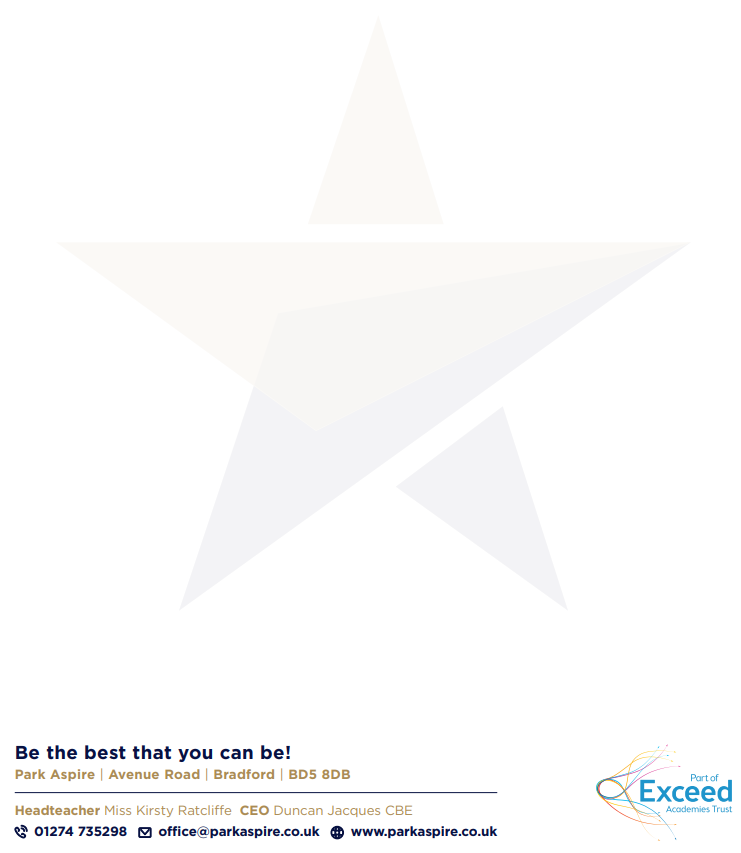 Be the best that you can be!
Park Aspire | Avenue Road | Bradford | BD5 8DB
Headteacher Miss Kirsty Ratcliffe CEO Duncan Jacques CBE
01274 735298 office@parkaspire.co.uk www.parkaspire.co.uk
Part of
Exceed
Academies Trust